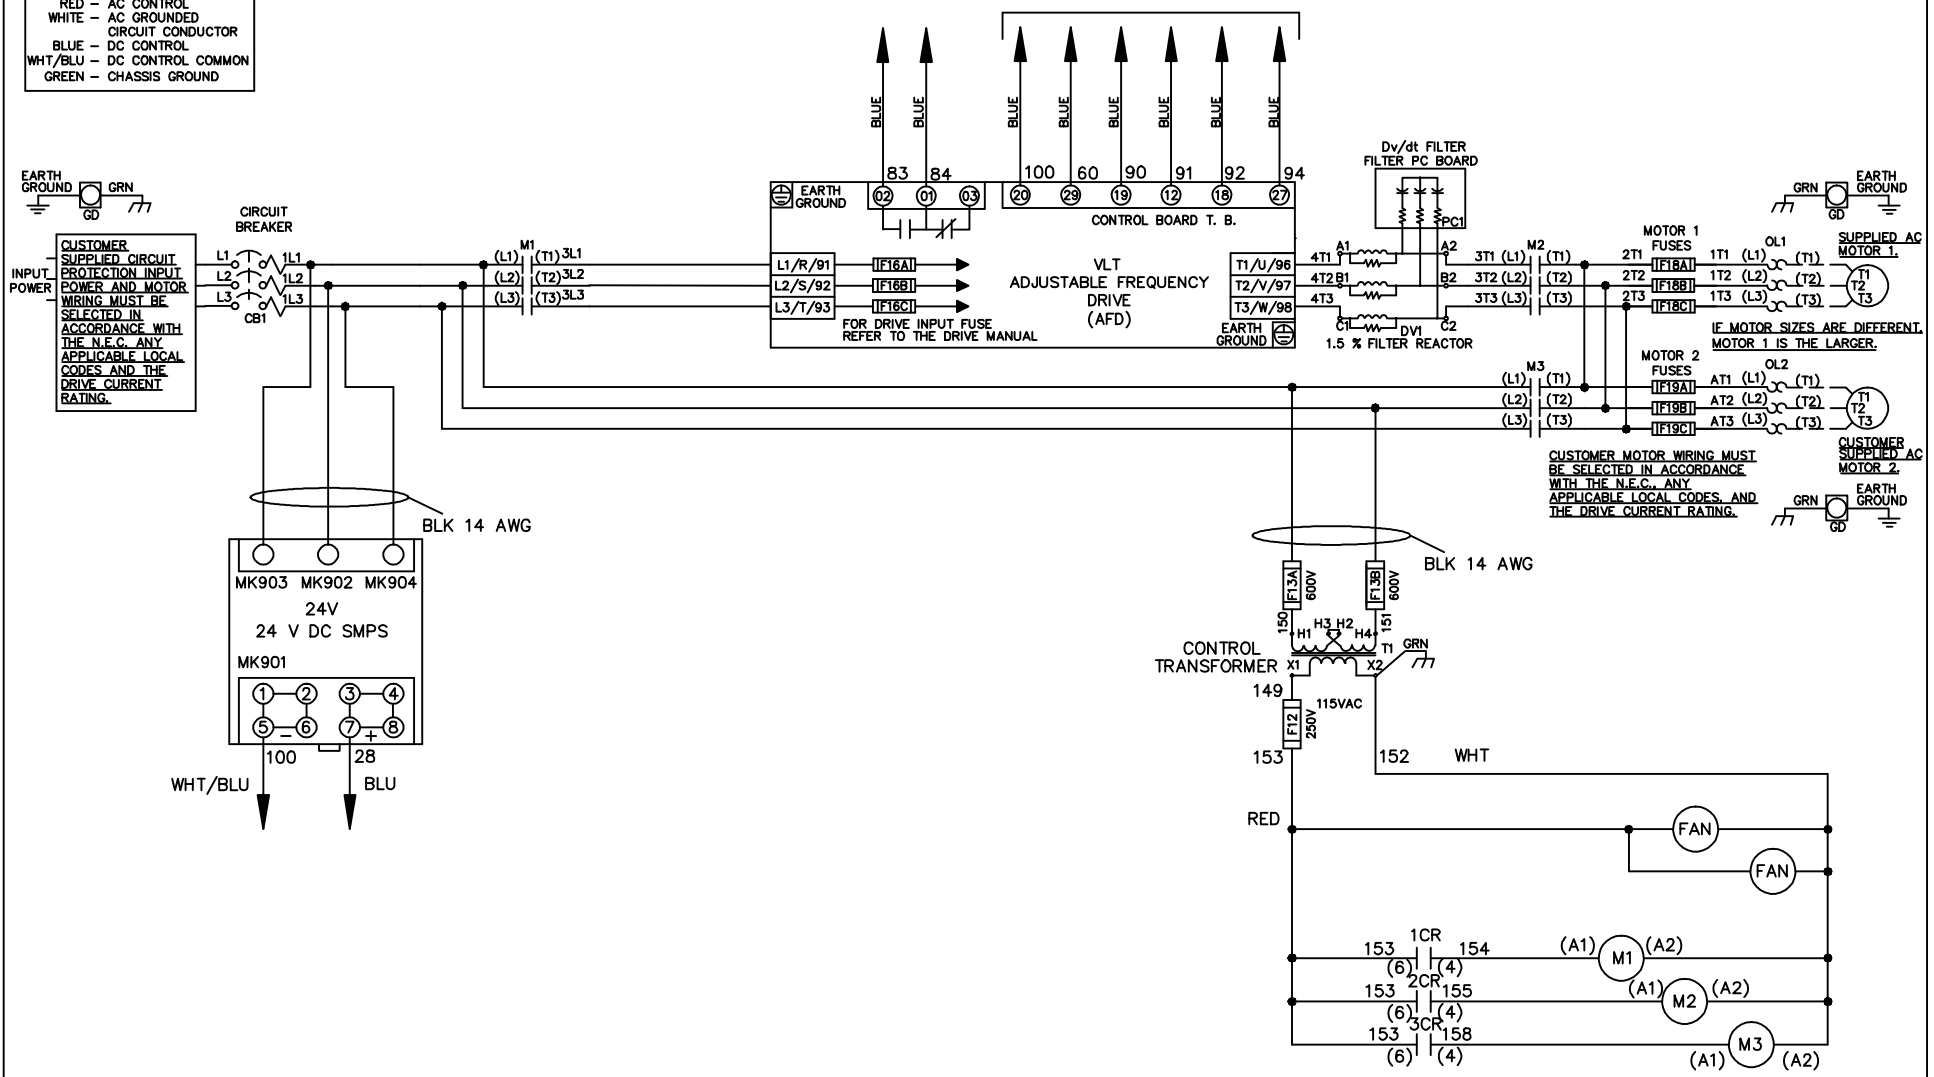 RED – AC CONTROL
WHITE – AC GROUNDED
CIRCUIT CONDUCTOR
BLUE – DC CONTROL
WHT/BLU – DC CONTROL COMMON
GREEN – CHASSIS GROUND
BLUE
BLUE
BLUE
BLUE
BLUE
BLUE
BLUE
BLUE
83
84
100
60
90
91
92
94
EARTH
GROUND
02
01
03
20
29
19
12
18
27
CONTROL BOARD T. B.
Dv/dt FILTER
FILTER PC BOARD
PC1
EARTH
GROUND
GRN
GD
CIRCUIT
BREAKER
INPUT
POWER
CUSTOMER
SUPPLIED CIRCUIT
PROTECTION INPUT
POWER AND MOTOR
WIRING MUST BE
SELECTED IN
ACCORDANCE WITH
THE N.E.C. ANY
APPLICABLE LOCAL
CODES AND THE
DRIVE CURRENT
RATING.
L1
1L1
L2
1L2
L3
1L3
CB1
M1
(L1)
(T1)
3L1
(L2)
(T2)
3L2
(L3)
(T3)
3L3
L1/R/91
F16A
L2/S/92
F16B
L3/T/93
F16C
FOR DRIVE INPUT FUSE
REFER TO THE DRIVE MANUAL
VLT
ADJUSTABLE FREQUENCY
DRIVE
(AFD)
T1/U/96
T2/V/97
T3/W/98
EARTH
GROUND
4T1
A1
A2
4T2
B1
B2
4T3
C1
C2
DV1
1.5 % FILTER REACTOR
M2
3T1 (L1)
(T1)
3T2 (L2)
(T2)
3T3 (L3)
(T3)
MOTOR 1
FUSES
2T1
F18A
1T1
(L1)
2T2
F18B
1T2
(L2)
2T3
F18C
1T3
(L3)
OL1
(T1)
(T2)
(T3)
GRN
EARTH
GROUND
GD
SUPPLIED AC
MOTOR 1.
T1
T2
T3
IF MOTOR SIZES ARE DIFFERENT,
MOTOR 1 IS THE LARGER.
M3
(L1)
(T1)
(L2)
(T2)
(L3)
(T3)
MOTOR 2
FUSES
F19A
AT1
(L1)
F19B
AT2
(L2)
F19C
AT3
(L3)
OL2
(T1)
(T2)
(T3)
T1
T2
T3
CUSTOMER
SUPPLIED AC
MOTOR 2.
CUSTOMER MOTOR WIRING MUST
BE SELECTED IN ACCORDANCE
WITH THE N.E.C., ANY
APPLICABLE LOCAL CODES, AND
THE DRIVE CURRENT RATING.
GRN
EARTH
GROUND
GD
BLK 14 AWG
MK903
MK902
MK904
24V
24 V DC SMPS
MK901
1
2
3
4
5
6
7
8
–
+
100
28
WHT/BLU
BLU
BLK 14 AWG
F13A
600V
F13B
600V
150
151
H1
H3
H2
H4
T1
GRN
CONTROL
TRANSFORMER
X1
X2
149
115VAC
F12
250V
153
152
WHT
RED
FAN
FAN
1CR
153
154
(6)
(4)
(A1)
M1
(A2)
2CR
153
155
(6)
(4)
(A1)
M2
(A2)
3CR
153
158
(6)
(4)
(A1)
M3
(A2)